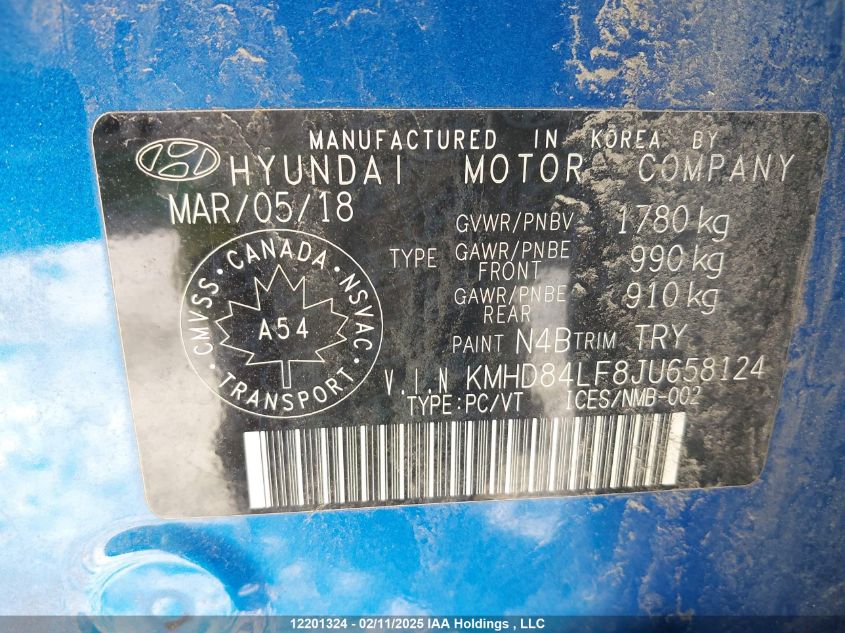 MANUFACTURED IN KOREA BY
HYUNDAI MOTOR COMPANY
MAR/05/18
GVWR/PNBV 1780 kg
TYPE GAWR/PNBE FRONT 990 kg
GAWR/PNBE REAR 910 kg
PAINT N4B TRIM TRY
V.I.N KMHD84LF8JU658124
TYPE:PC/VT ICES/NMB-002
CMVSS · CANADA · NSVAC
A54
· TRANSPORT ·
12201324 - 02/11/2025 IAA Holdings , LLC